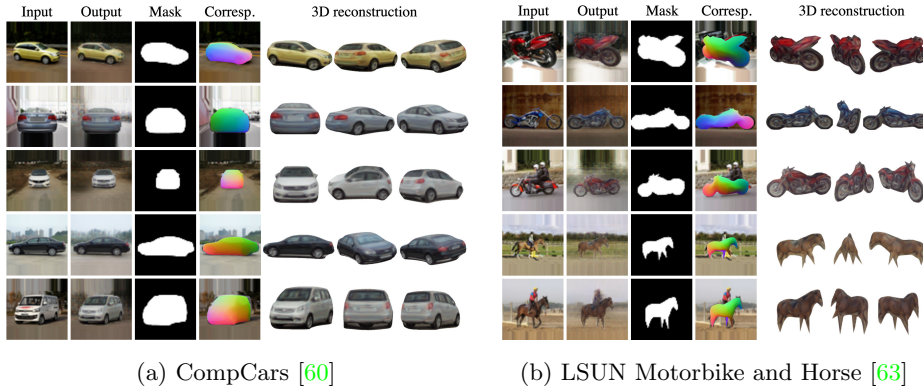 Input Output Mask Corresp. 3D reconstruction
Input Output Mask Corresp. 3D reconstruction
(a) CompCars [60]
(b) LSUN Motorbike and Horse [63]